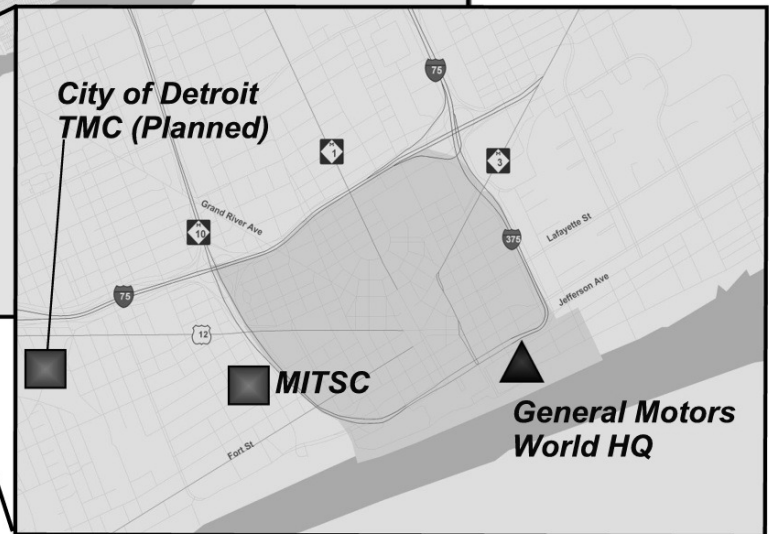 75
City of Detroit
TMC (Planned)
M
1
M
3
Grand River Ave
M
10
Lafayette St
375
Jefferson Ave
75
12
MITSC
General Motors
World HQ
Fort St